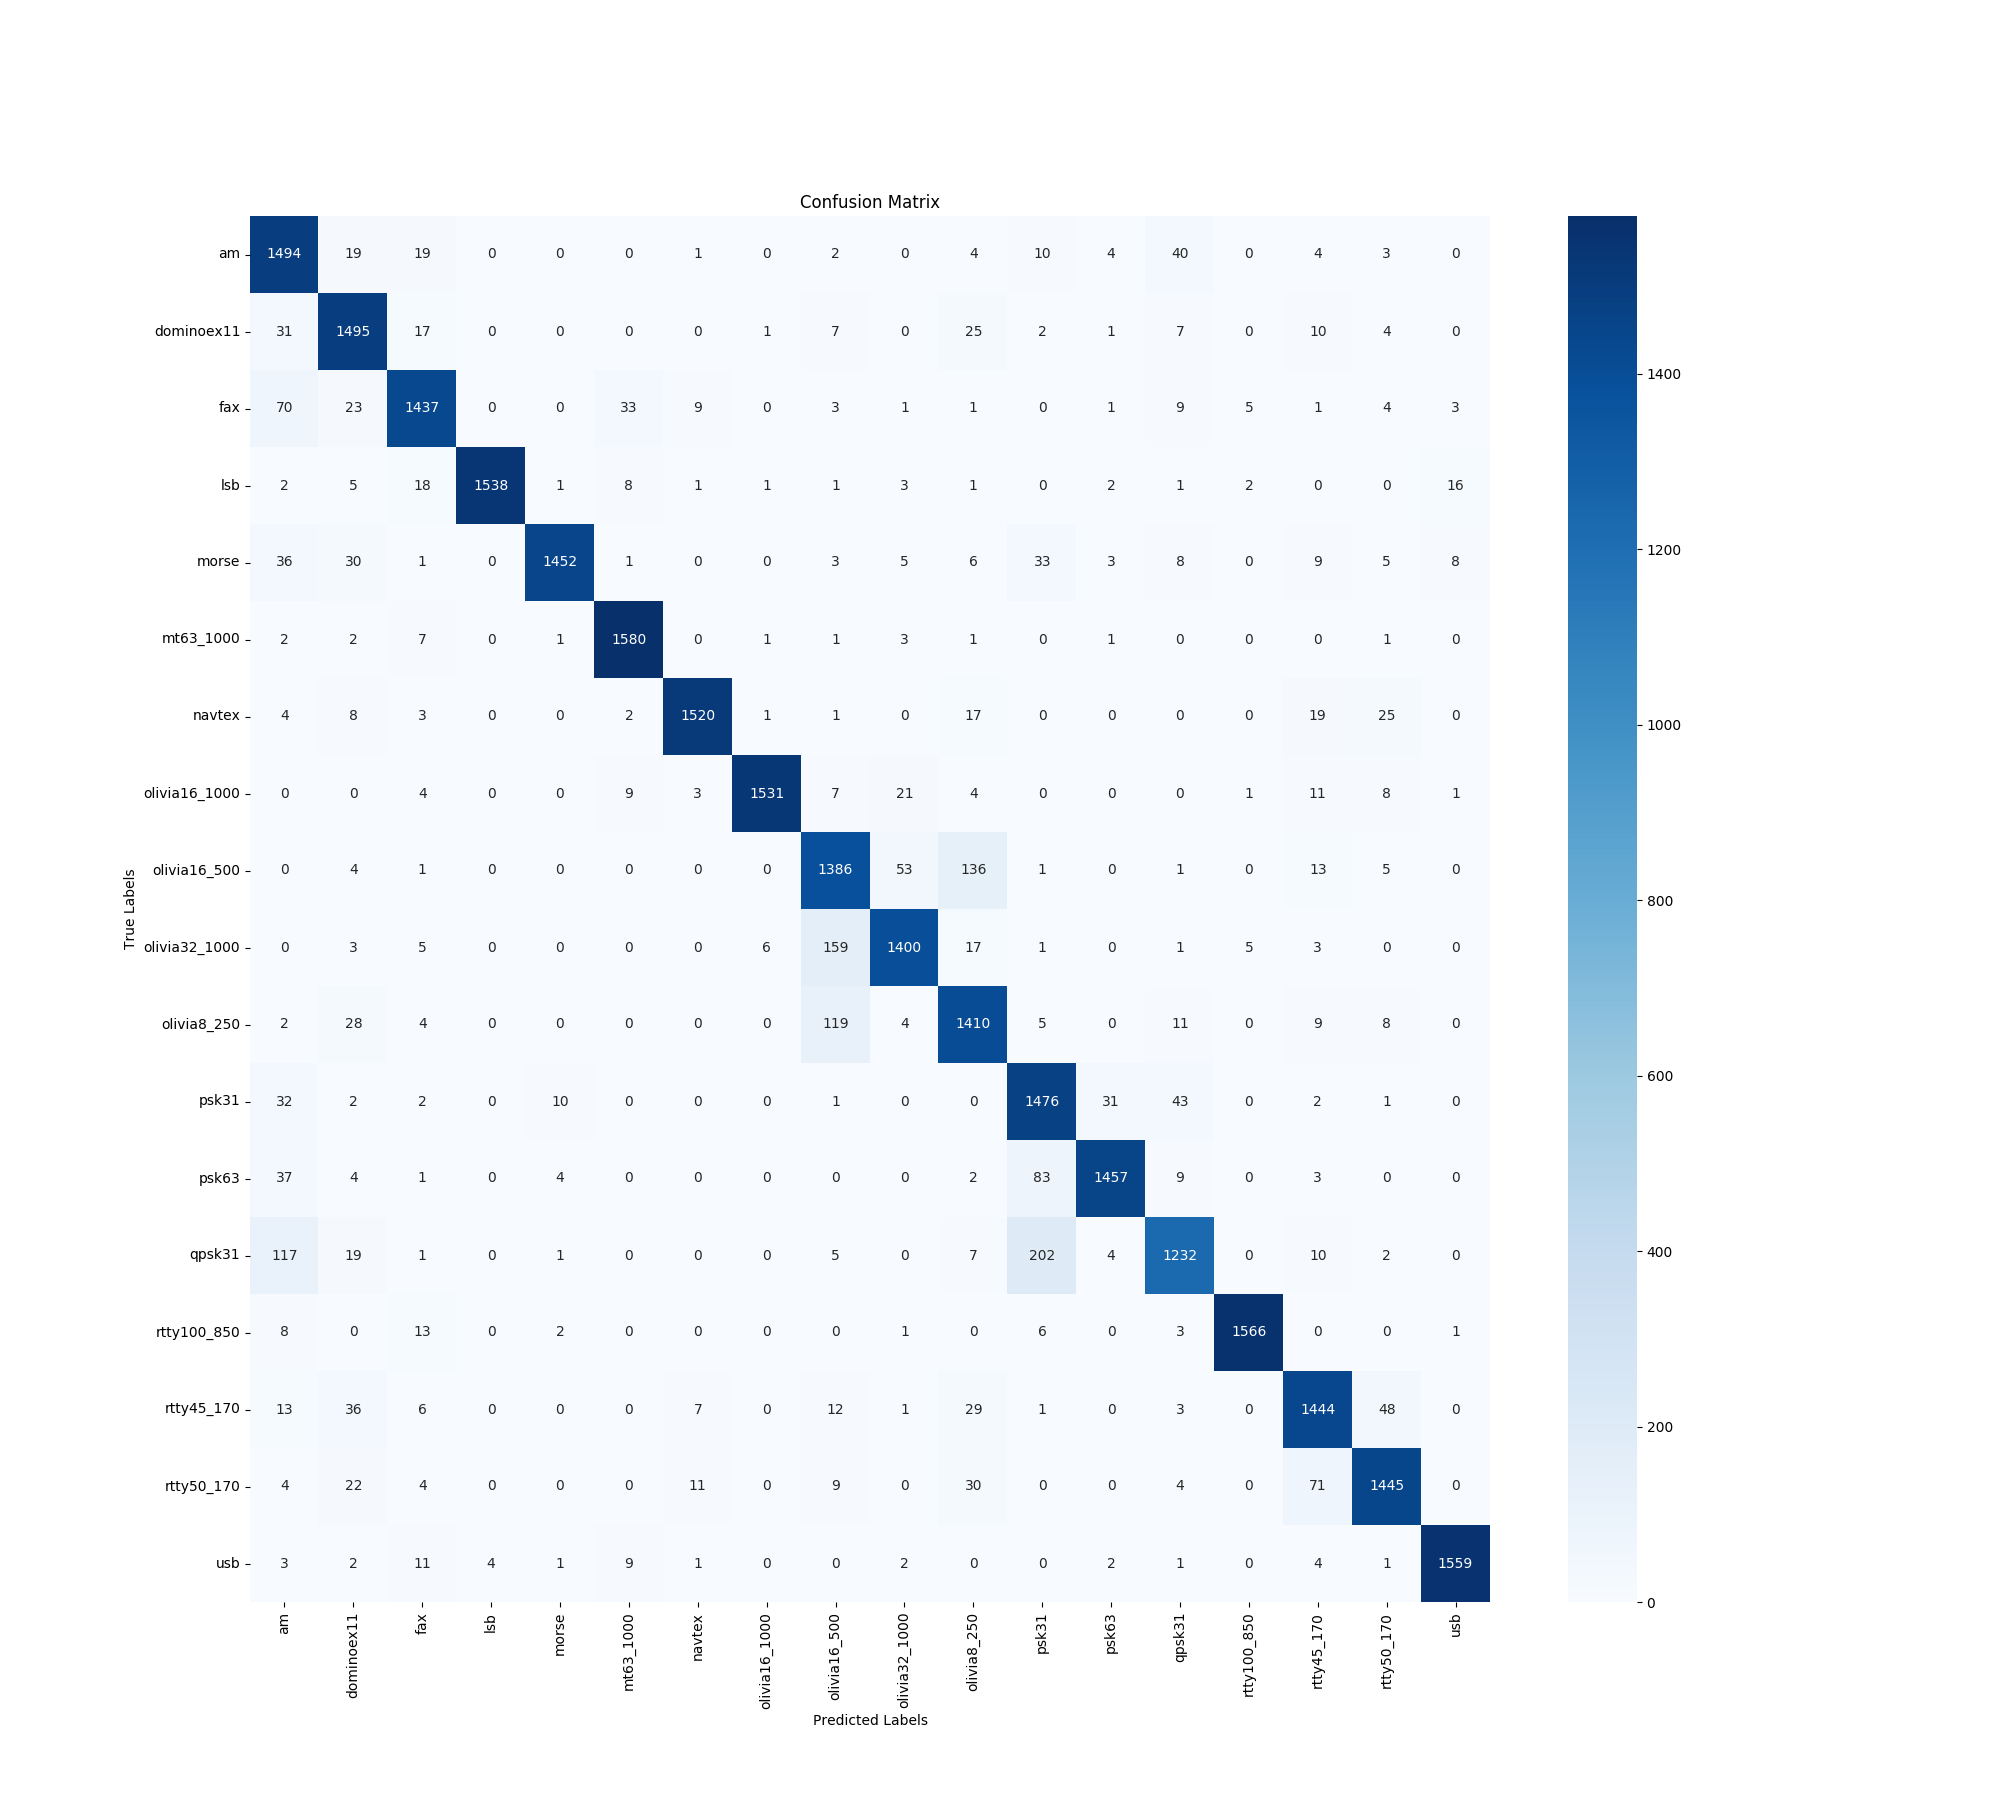 Confusion Matrix
am 1494 19 19 0 0 0 1 0 2 0 4 10 4 40 0 4 3 0
dominoex11 31 1495 17 0 0 0 0 1 7 0 25 2 1 7 0 10 4 0
1400
fax 70 23 1437 0 0 33 9 0 3 1 1 0 1 9 5 1 4 3
lsb 2 5 18 1538 1 8 1 1 1 3 1 0 2 1 2 0 0 16
1200
morse 36 30 1 0 1452 1 0 0 3 5 6 33 3 8 0 9 5 8
mt63_1000 2 2 7 0 1 1580 0 1 1 3 1 0 1 0 0 0 1 0
navtex 4 8 3 0 0 2 1520 1 1 0 17 0 0 0 0 19 25 0
1000
olivia16_1000 0 0 4 0 0 9 3 1531 7 21 4 0 0 0 1 11 8 1
olivia16_500 0 4 1 0 0 0 0 0 1386 53 136 1 0 1 0 13 5 0
800
True Labels
olivia32_1000 0 3 5 0 0 0 0 6 159 1400 17 1 0 1 5 3 0 0
olivia8_250 2 28 4 0 0 0 0 0 119 4 1410 5 0 11 0 9 8 0
600
psk31 32 2 2 0 10 0 0 0 1 0 0 1476 31 43 0 2 1 0
psk63 37 4 1 0 4 0 0 0 0 0 2 83 1457 9 0 3 0 0
qpsk31 117 19 1 0 1 0 0 0 5 0 7 202 4 1232 0 10 2 0
400
rtty100_850 8 0 13 0 2 0 0 0 0 1 0 6 0 3 1566 0 0 1
rtty45_170 13 36 6 0 0 0 7 0 12 1 29 1 0 3 0 1444 48 0
200
rtty50_170 4 22 4 0 0 0 11 0 9 0 30 0 0 4 0 71 1445 0
usb 3 2 11 4 1 9 1 0 0 2 0 0 2 1 0 4 1 1559
0
am dominoex11 fax lsb morse mt63_1000 navtex olivia16_1000 olivia16_500 olivia32_1000 olivia8_250 psk31 psk63 qpsk31 rtty100_850 rtty45_170 rtty50_170 usb
Predicted Labels